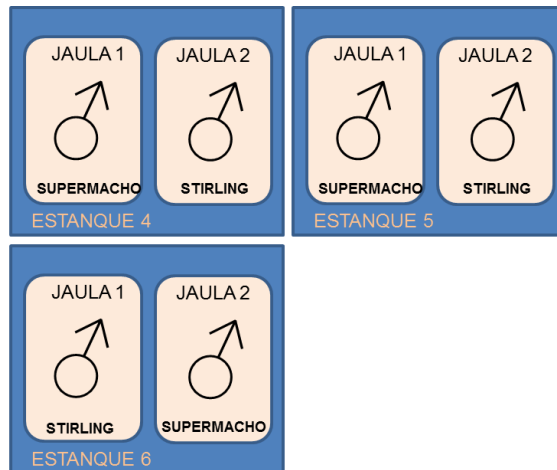 JAULA 1
SUPERMACHO
JAULA 2
STIRLING
ESTANQUE 4
JAULA 1
SUPERMACHO
JAULA 2
STIRLING
ESTANQUE 5
JAULA 1
STIRLING
JAULA 2
SUPERMACHO
ESTANQUE 6